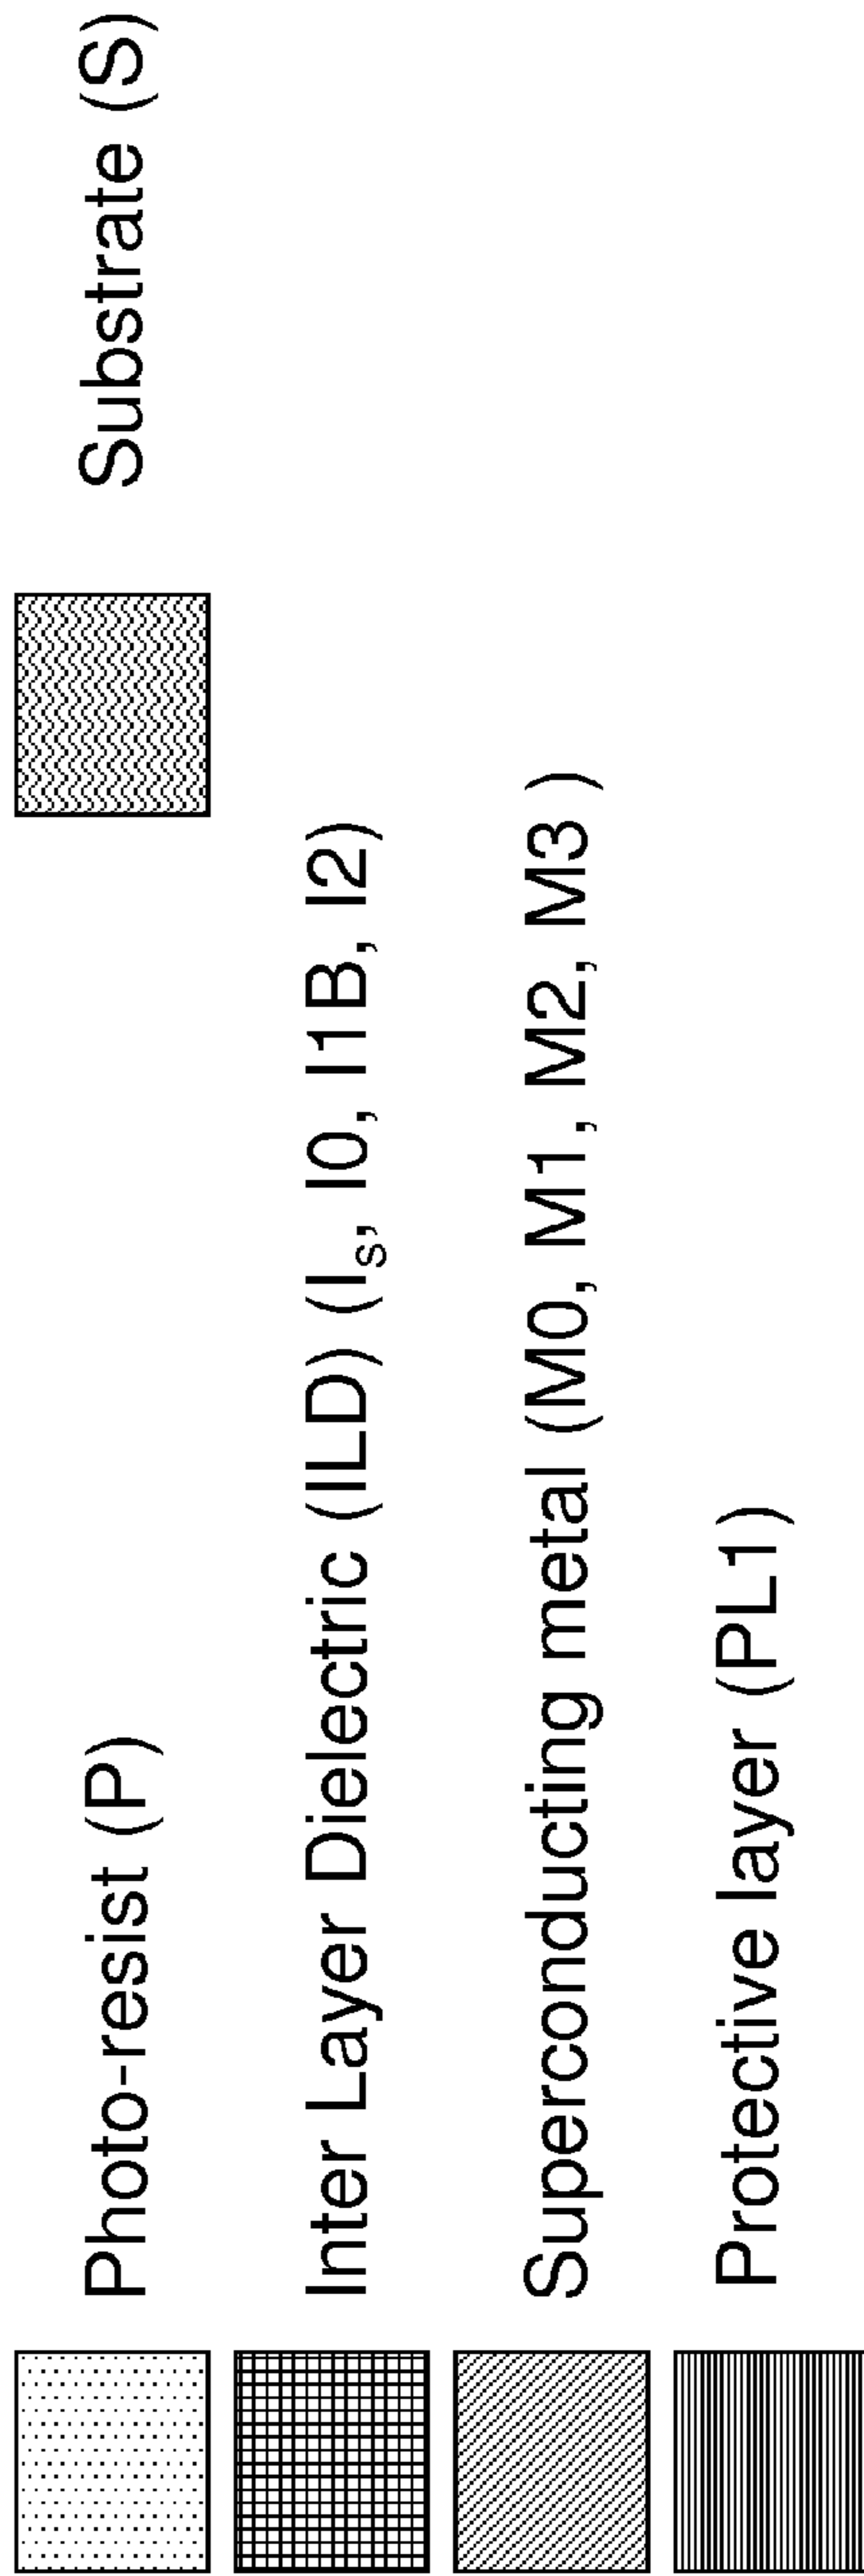 Photo-resist (P)
Substrate (S)
Inter Layer Dielectric (ILD) (Iₛ, I0, I1B, I2)
Superconducting metal (M0, M1, M2, M3 )
Protective layer (PL1)